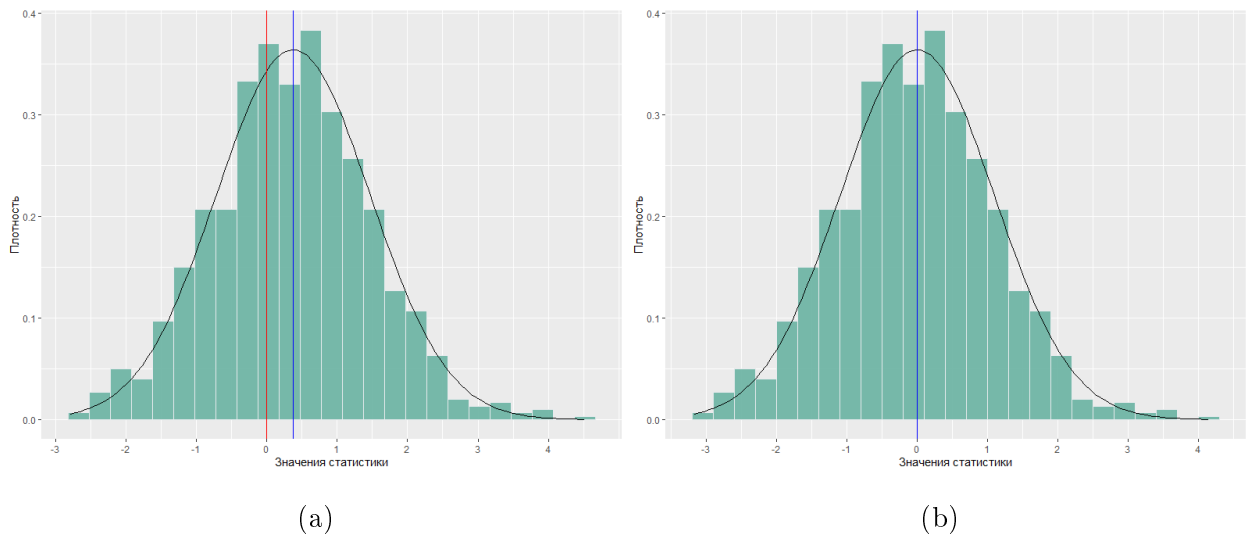 0.4
0.3
0.2
0.1
0.0
Плотность
-3 -2 -1 0 1 2 3 4
Значения статистики
(a)
0.4
0.3
0.2
0.1
0.0
Плотность
-3 -2 -1 0 1 2 3 4
Значения статистики
(b)